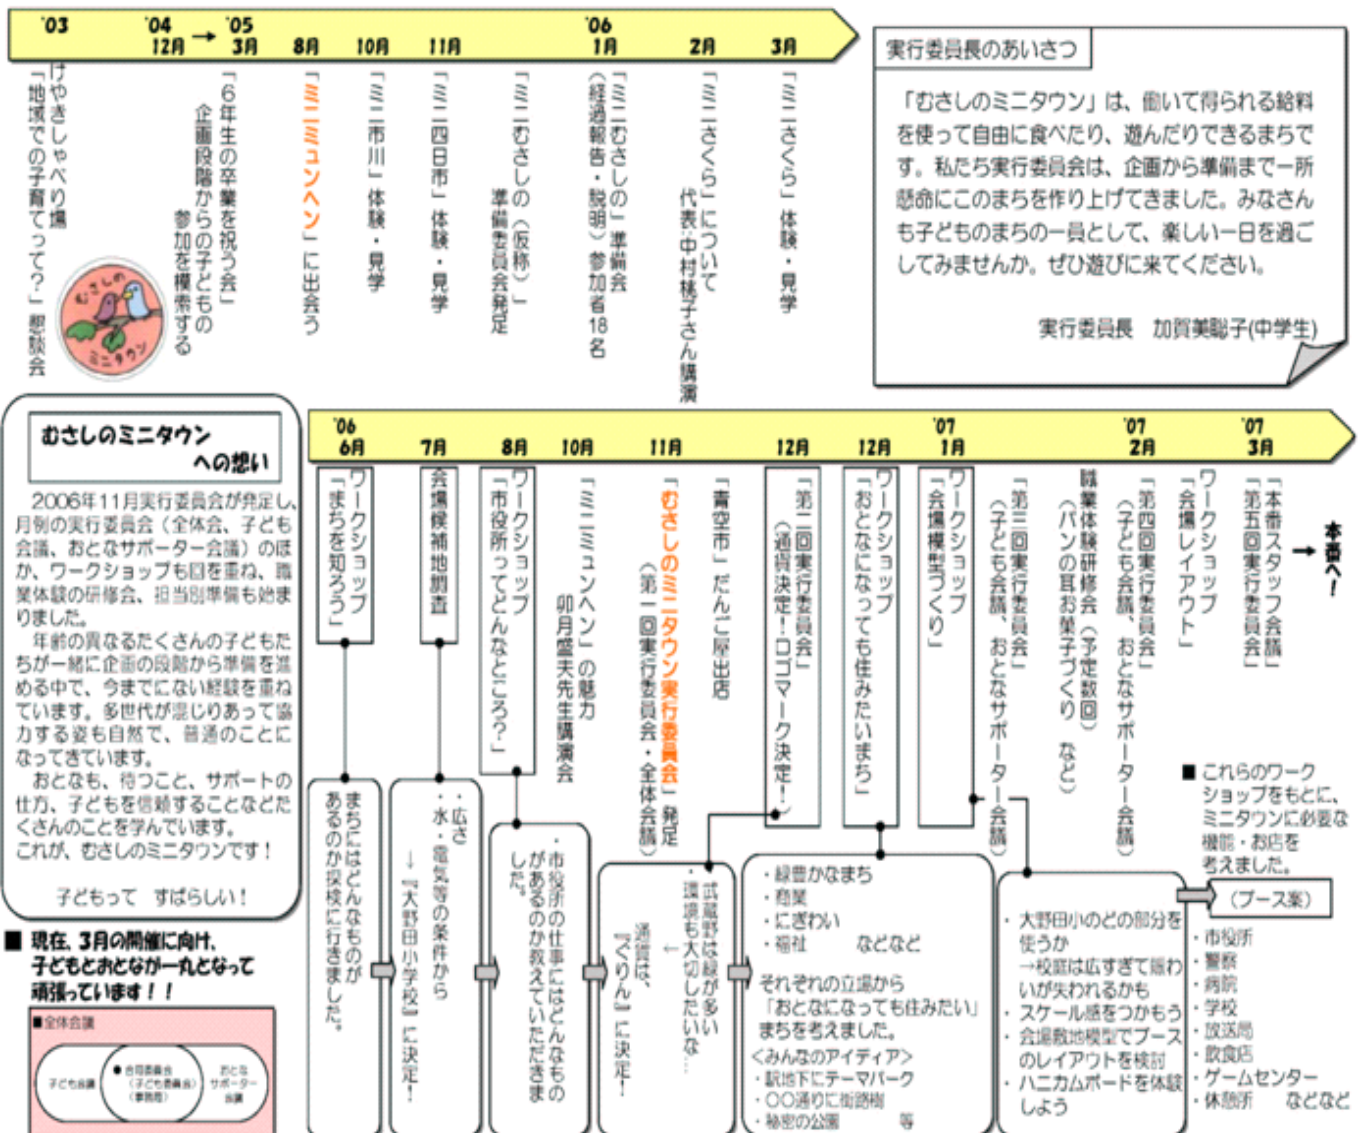 '03
'04
12月
→
'05
3月
8月
10月
11月
'06
1月
2月
3月
けやきしゃべり場
「地域での子育てって？」懇談会
「6年生の卒業を祝う会」
企画段階からの子どもの
参加を模索する
「ミニミュンヘン」に出会う
「ミニ市川」体験・見学
「ミニ四日市」体験・見学
「ミニむさしの（仮称）」
準備委員会発足
「ミニむさしの」準備会
（経過報告・説明）参加省18名
「ミニさくら」について
代表：中村桃子さん講演
「ミニさくら」体験・見学
むさしの
ミニタウン
実行委員長のあいさつ
「むさしのミニタウン」は、働いて得られる給料
を使って自由に食べたり、遊んだりできるまちで
す。私たち実行委員会は、企画から準備まで一所
懸命にこのまちを作り上げてきました。みなさん
も子どものまちの一員として、楽しい一日を過ご
してみませんか。ぜひ遊びに来てください。
実行委員長　加賀美聡子(中学生)
むさしのミニタウン
への想い
2006年11月実行委員会が発足し、
月例の実行委員会（全体会、子ども
会議、おとなサポーター会議）のほ
か、ワークショップも回を重ね、職
業体験の研修会、担当別準備も始ま
りました。
年齢の異なるたくさんの子どもた
ちが一緒に企画の段階から準備を進
める中で、今までにない経験を重ね
ています。多世代が混じりあって協
力する姿も自然で、普通のことに
なってきています。
おとなも、待つこと、サポートの
仕方、子どもを信頼することなどた
くさんのことを学んでいます。
これが、むさしのミニタウンです！
子どもって　すばらしい！
■ 現在、3月の開催に向け、
子どもとおとなが一丸となって
頑張っています！！
■全体会議
子ども会議
● 合同委員会
（子ども委員会）
（事務局）
おとな
サポーター
会議
'06
6月
7月
8月
10月
11月
12月
12月
'07
1月
'07
2月
'07
3月
ワークショップ
「まちを知ろう」
会場候補地調査
ワークショップ
「市役所ってどんなところ？」
「ミニミュンヘン」の魅力
卯月盛夫先生講演会
「むさしのミニタウン実行委員会」発足
（第一回実行委員会・全体会議）
「青空市」だんご屋出店
「第二回実行委員会」
（通貨決定！ロゴマーク決定！）
ワークショップ
「おとなになっても住みたいまち」
ワークショップ
「会場模型づくり」
「第三回実行委員会」
（子ども会議、おとなサポーター会議）
職業体験研修会（予定数回）
（パンの耳お菓子づくり　など）
「第四回実行委員会」
（子ども会議、おとなサポーター会議）
ワークショップ
「会場レイアウト」
「本番スタッフ会議」
「第五回実行委員会」
→
本番へ！
まちにはどんなものが
あるのか探検に行きました。
・広さ
・水・電気等の条件から
→『大野田小学校』に決定！
・市役所の仕事にはどんなもの
があるのか教えていただきま
した。
・武蔵野は緑が多い
・環境も大切したいな…
←
通貨は、
『ぐりん』に決定！
・緑豊かなまち
・商業
・にぎわい
・福祉　　などなど
それぞれの立場から
「おとなになっても住みたい」
まちを考えました。
＜みんなのアイディア＞
・駅地下にテーマパーク
・〇〇通りに街路樹
・秘密の公園　　等
・大野田小のどの部分を
使うか
→校庭は広すぎて賑わ
いが失われるかも
・スケール感をつかもう
・会場敷地模型でブース
のレイアウトを検討
・ハニカムボードを体験
しよう
■ これらのワーク
ショップをもとに、
ミニタウンに必要な
機能・お店を
考えました。
（ブース案）
・市役所
・警察
・病院
・学校
・放送局
・飲食店
・ゲームセンター
・休憩所　　などなど